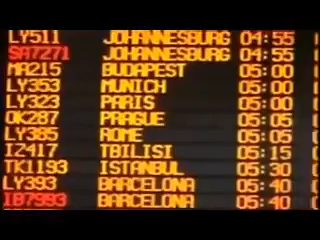 LY511 JOHANNESBURG 04:55
SA7271 JOHANNESBURG 04:55
MA215 BUDAPEST 05:00
LY353 MUNICH 05:00
LY323 PARIS 05:00
OK287 PRAGUE 05:05
LY385 ROME 05:05
IZ417 TBILISI 05:15
TK1193 ISTANBUL 05:30
LY393 BARCELONA 05:40
IB7993 BARCELONA 05:40